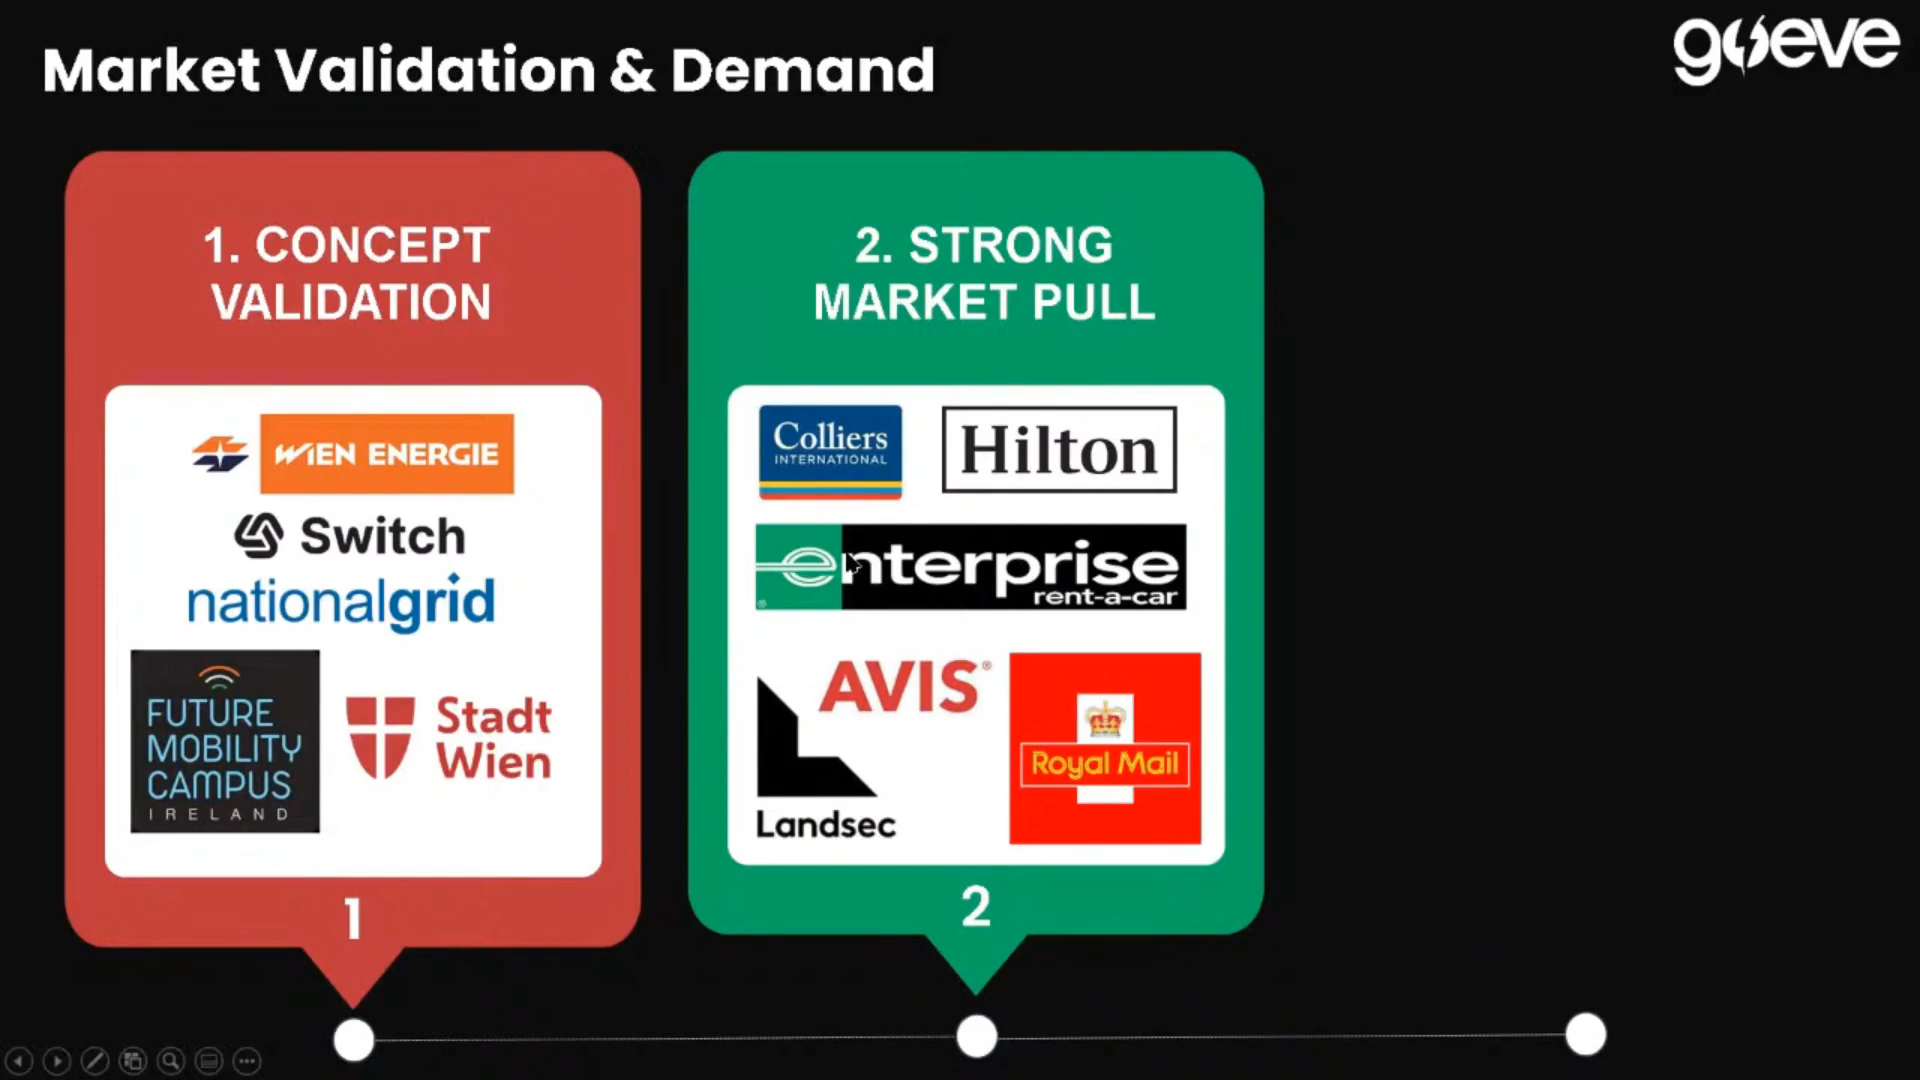 Market Validation & Demand
goeve
1. CONCEPT
VALIDATION
WIEN ENERGIE
Switch
nationalgrid
FUTURE
MOBILITY
CAMPUS
IRELAND
Stadt
Wien
1
2. STRONG
MARKET PULL
Colliers
INTERNATIONAL
Hilton
enterprise
rent-a-car
AVIS®
Landsec
Royal Mail
2